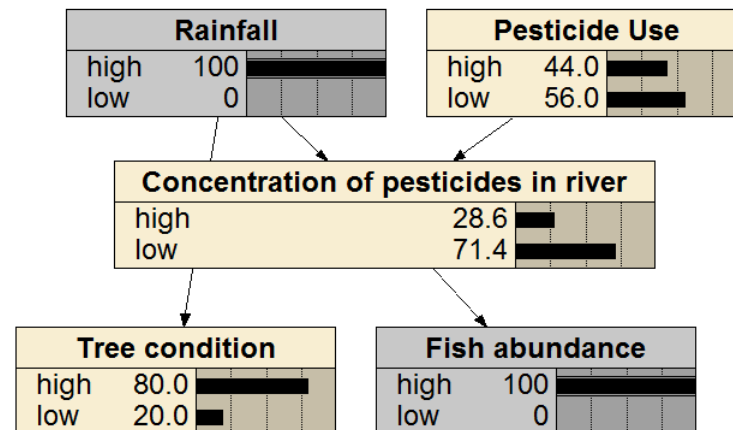 Rainfall
high 100
low 0
Pesticide Use
high 44.0
low 56.0
Concentration of pesticides in river
high 28.6
low 71.4
Tree condition
high 80.0
low 20.0
Fish abundance
high 100
low 0